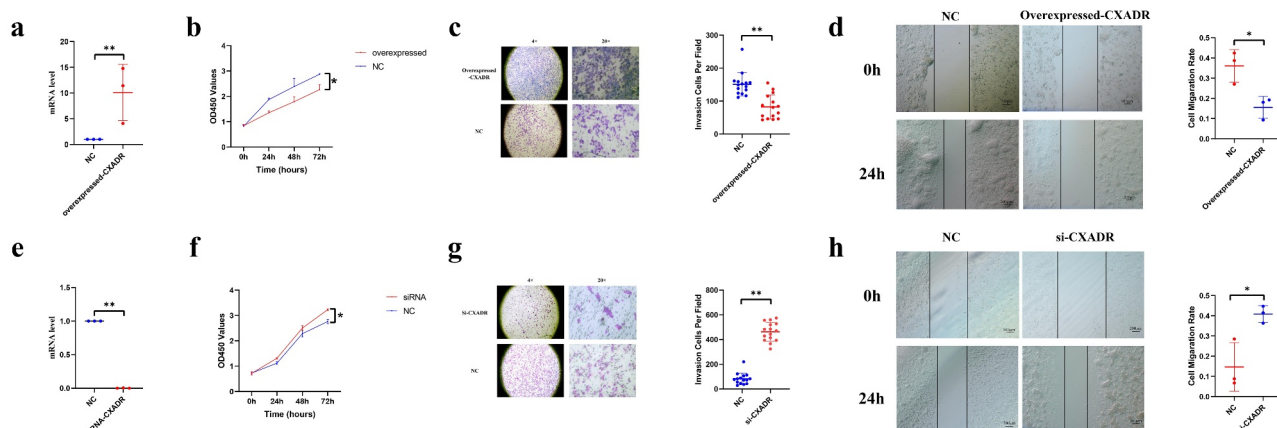 a
mRNA level
20
15
10
5
0
**
NC
overexpressed-CXADR
b
OD450 Values
4
3
2
1
0
overexpressed
NC
*
0h 24h 48h 72h
Time (hours)
c
4× 20×
Overexpressed
-CXADR
NC
Invasion Cells Per Field
300
200
100
0
**
NC
overexpressed-CXADR
d
NC Overexpressed-CXADR
0h
24h
Cell Migaration Rate
0.5
0.4
0.3
0.2
0.1
0.0
*
NC
Overexpressed-CXADR
e
mRNA level
1.5
1.0
0.5
0.0
**
NC
RNA-CXADR
f
OD450 Values
4
3
2
1
0
siRNA
NC
*
0h 24h 48h 72h
Time (hours)
g
4× 20×
Si-CXADR
NC
Invasion Cells Per Field
800
600
400
200
0
**
NC
si-CXADR
h
NC si-CXADR
0h
24h
Cell Migaration Rate
0.5
0.4
0.3
0.2
0.1
0.0
*
NC
si-CXADR